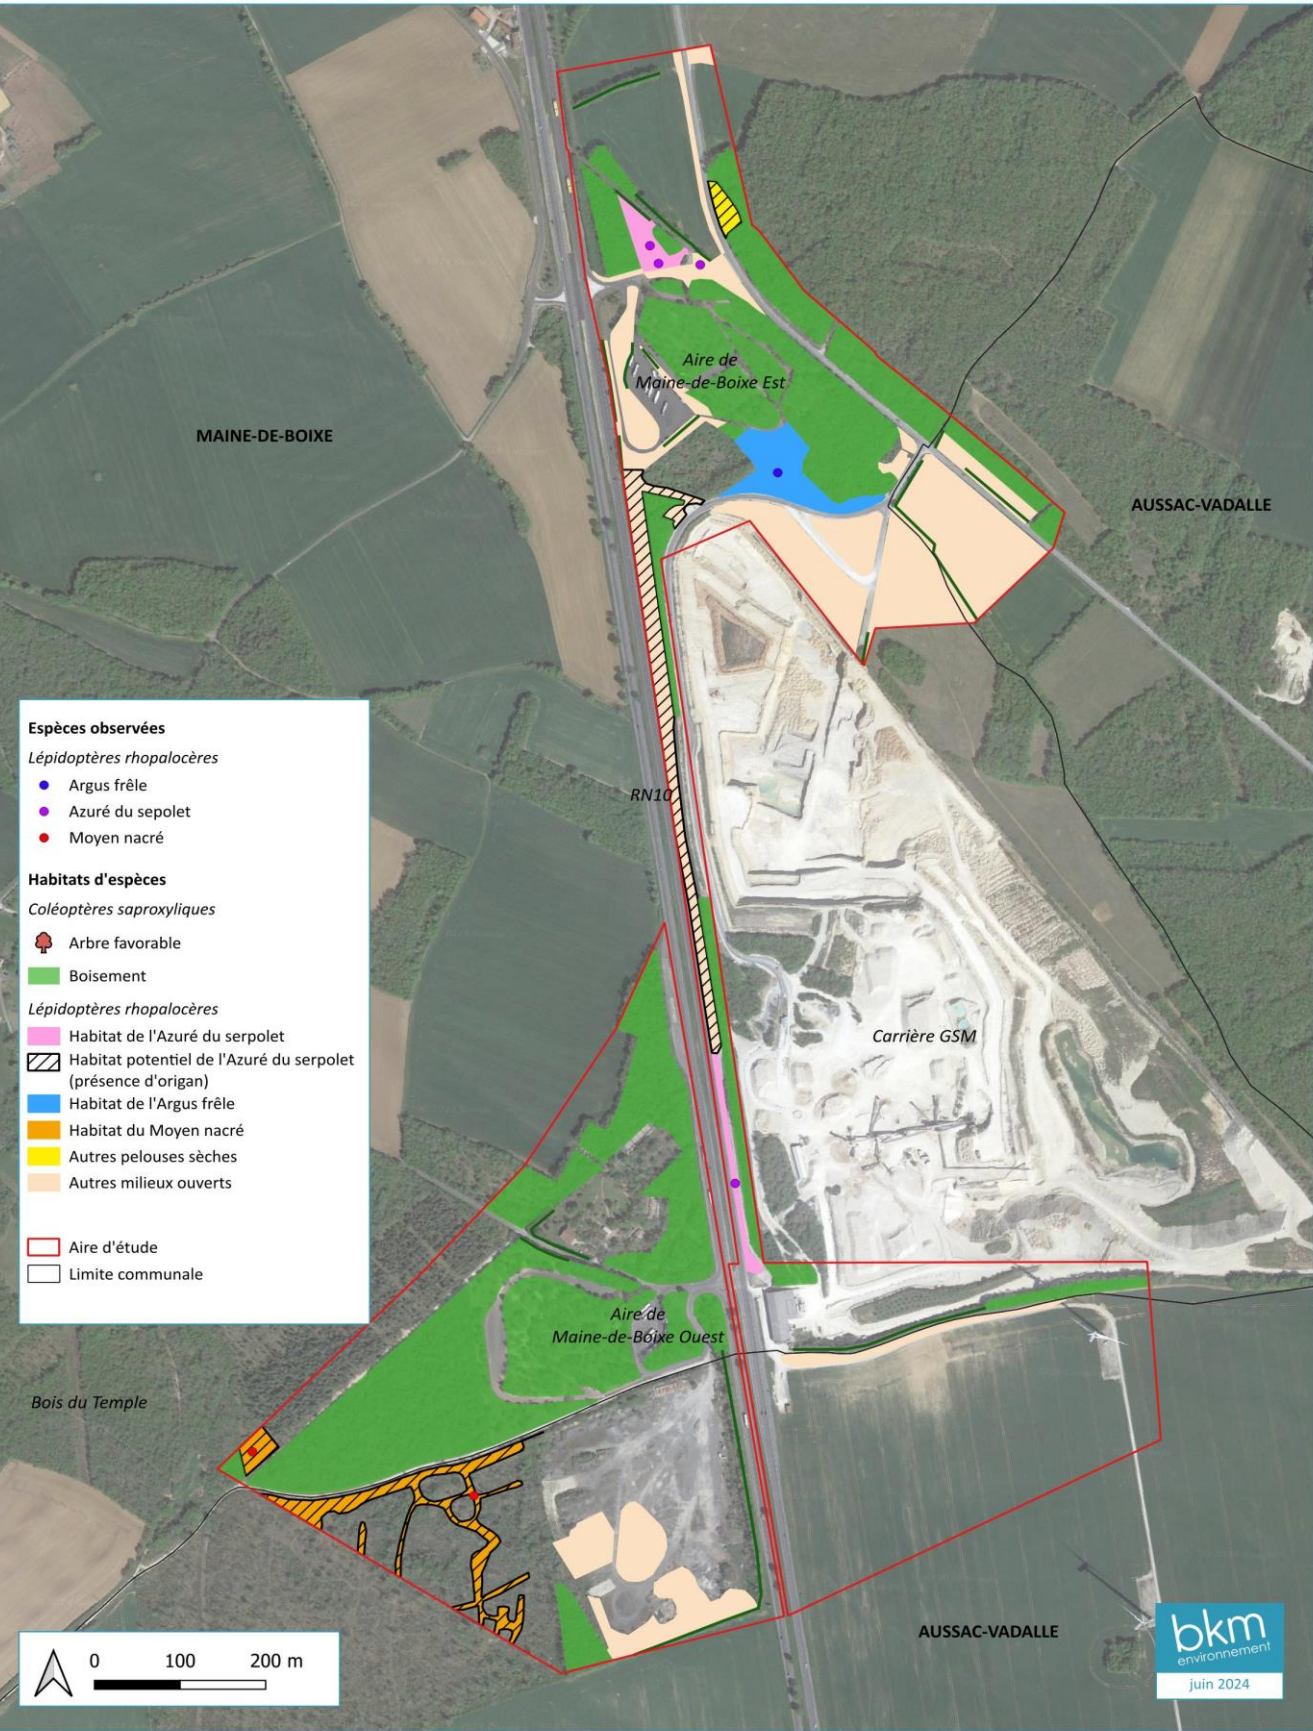 Aire de
Maine-de-Boixe Est
MAINE-DE-BOIXE
AUSSAC-VADALLE
RN10
Carrière GSM
Espèces observées
Lépidoptères rhopalocères
Argus frêle
Azuré du sepolet
Moyen nacré
Habitats d'espèces
Coléoptères saproxyliques
Arbre favorable
Boisement
Lépidoptères rhopalocères
Habitat de l'Azuré du serpolet
Habitat potentiel de l'Azuré du serpolet
(présence d'origan)
Habitat de l'Argus frêle
Habitat du Moyen nacré
Autres pelouses sèches
Autres milieux ouverts
Aire d'étude
Limite communale
Aire de
Maine-de-Boixe Ouest
Bois du Temple
AUSSAC-VADALLE
0 100 200 m
bkm
environnement
juin 2024